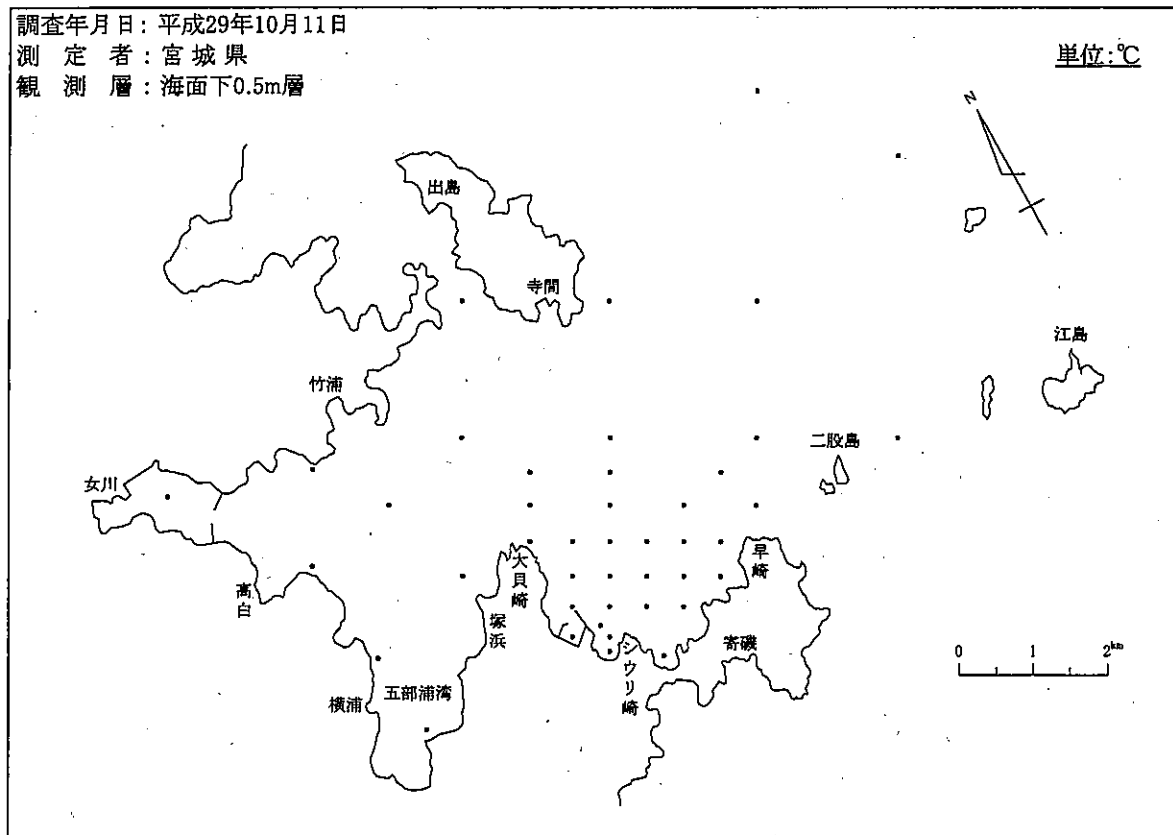 調査年月日：平成29年10月11日
測定者：宮城県
観測層：海面下0.5m層
単位:℃
N
出島
寺間
江島
竹浦
二股島
女川
早崎
大貝崎
高白
塚浜
シウリ崎
寄磯
0 1 2km
五部浦湾
横浦